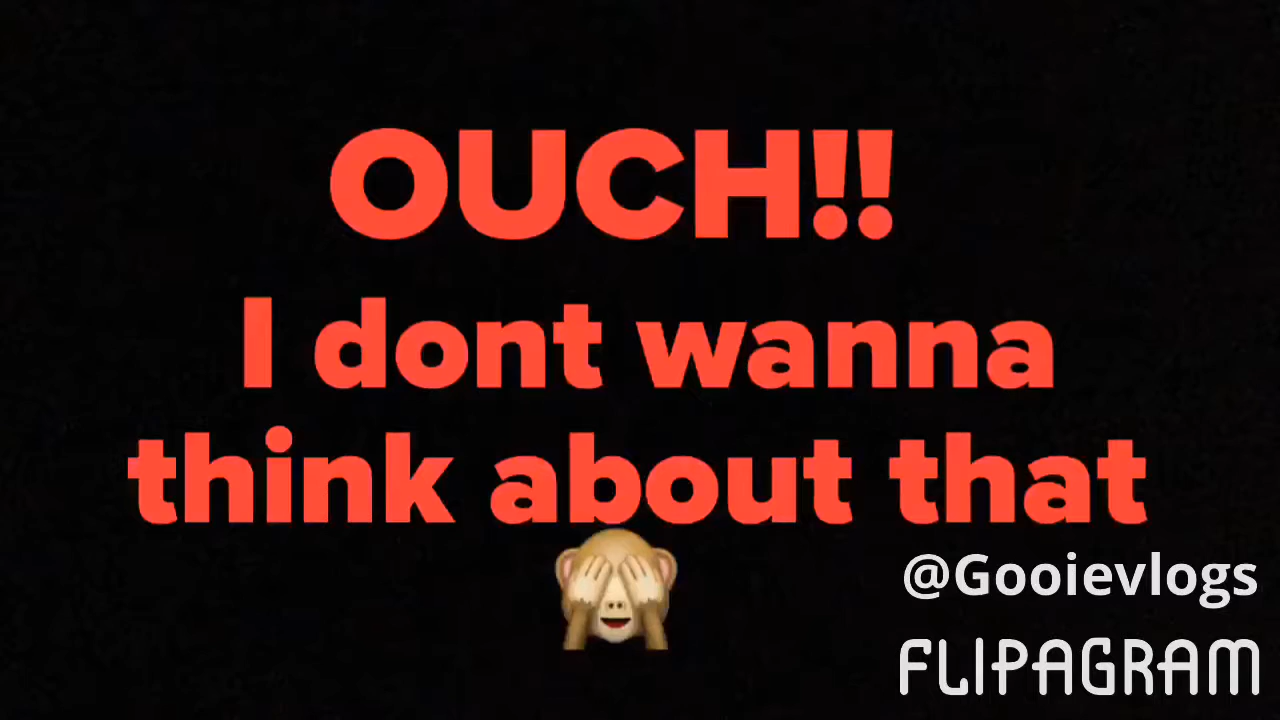 OUCH!!
I dont wanna
think about that
🙈
@Gooievlogs
FLIPAGRAM